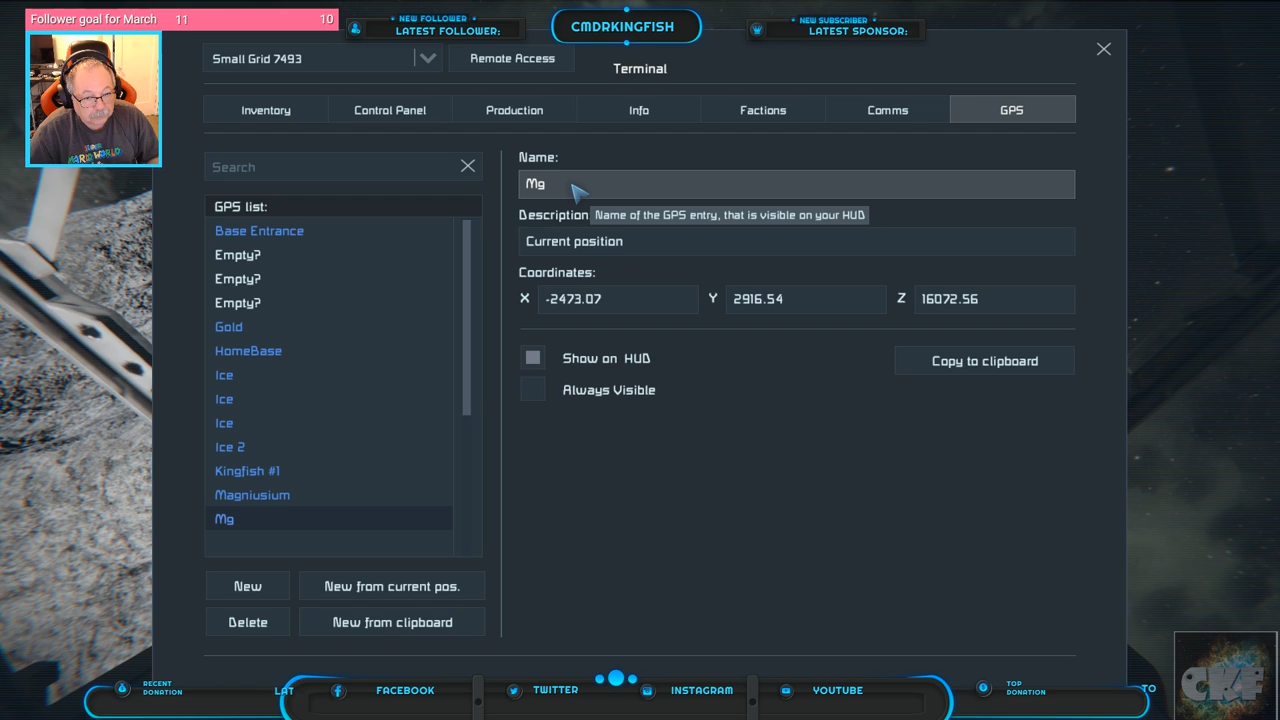 Follower goal for March 11 10
NEW FOLLOWER
LATEST FOLLOWER:
CMDRKINGFISH
NEW SUBSCRIBER
LATEST SPONSOR:
Small Grid 7493
Remote Access
Terminal
Inventory
Control Panel
Production
Info
Factions
Comms
GPS
Search
GPS list:
Base Entrance
Empty?
Empty?
Empty?
Gold
HomeBase
Ice
Ice
Ice
Ice 2
Kingfish #1
Magniusium
Mg
New
New from current pos.
Delete
New from clipboard
Name:
Mg
Description
Name of the GPS entry, that is visible on your HUD
Current position
Coordinates:
X -2473.07 Y 2916.54 Z 16072.56
Show on HUD
Copy to clipboard
Always Visible
MARIO WORLD
RECENT DONATION
LAT
FACEBOOK
TWITTER
INSTAGRAM
YOUTUBE
TOP DONATION
TO
CKF